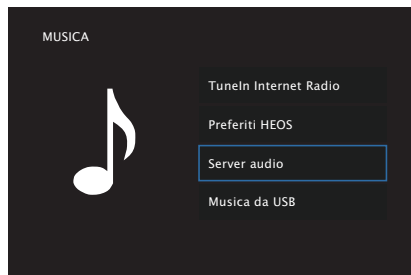 MUSICA
TuneIn Internet Radio
Preferiti HEOS
Server audio
Musica da USB